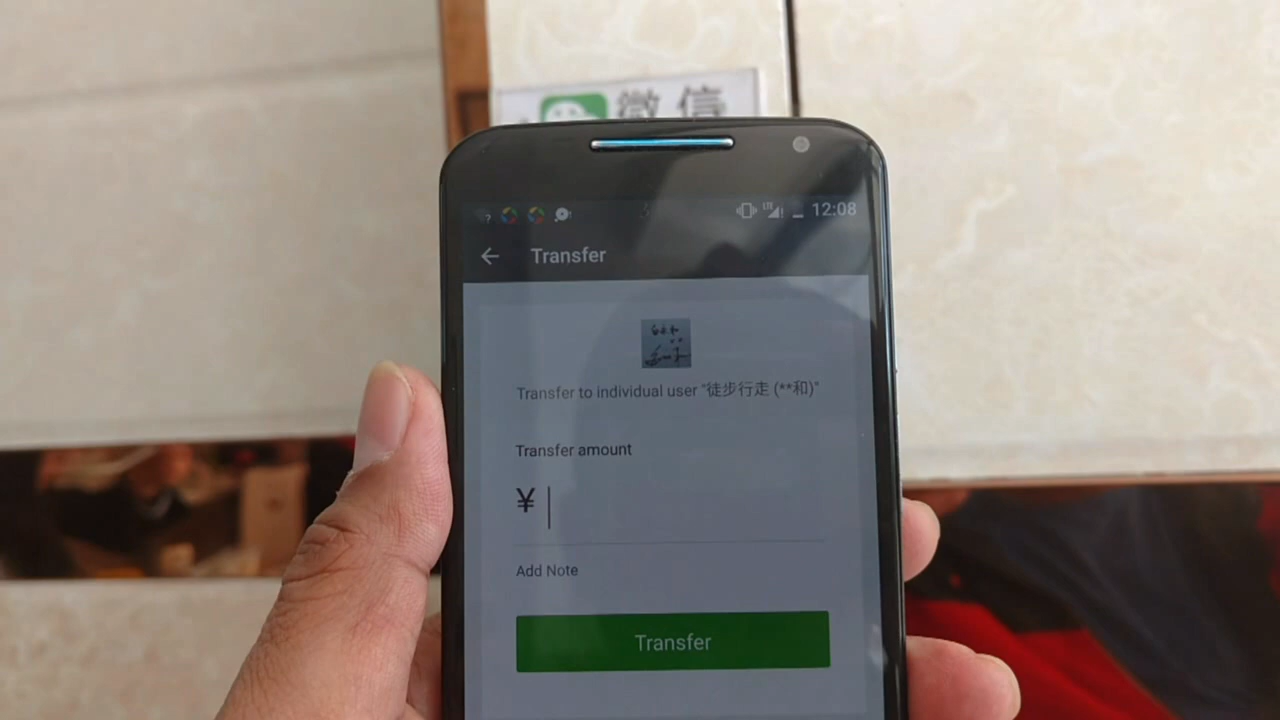 微信
12:08
Transfer
Transfer to individual user "徒步行走 (**和)"
Transfer amount
¥
Add Note
Transfer